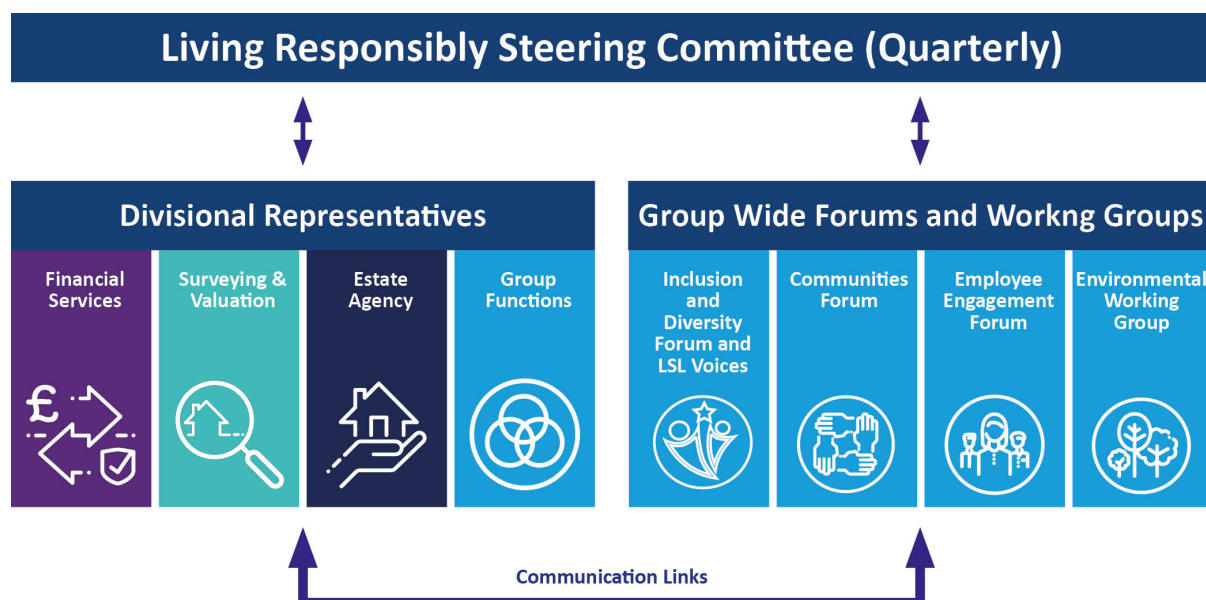 Living Responsibly Steering Committee (Quarterly)
Divisional Representatives
Financial
Services
Surveying &
Valuation
Estate
Agency
Group
Functions
£
Group Wide Forums and Workng Groups
Inclusion
and
Diversity
Forum and
LSL Voices
Communities
Forum
Employee
Engagement
Forum
Environmental
Working
Group
Communication Links